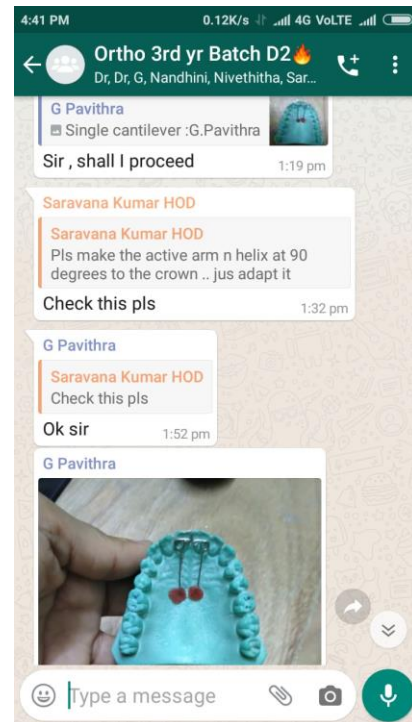 4:41 PM 0.12K/s 4G VoLTE
Ortho 3rd yr Batch D2🔥
Dr, Dr, G, Nandhini, Nivethitha, Sar...
G Pavithra
Single cantilever :G.Pavithra
Sir , shall I proceed
1:19 pm
Saravana Kumar HOD
Saravana Kumar HOD
Pls make the active arm n helix at 90
degrees to the crown .. jus adapt it
Check this pls
1:32 pm
G Pavithra
Saravana Kumar HOD
Check this pls
Ok sir
1:52 pm
G Pavithra
Type a message